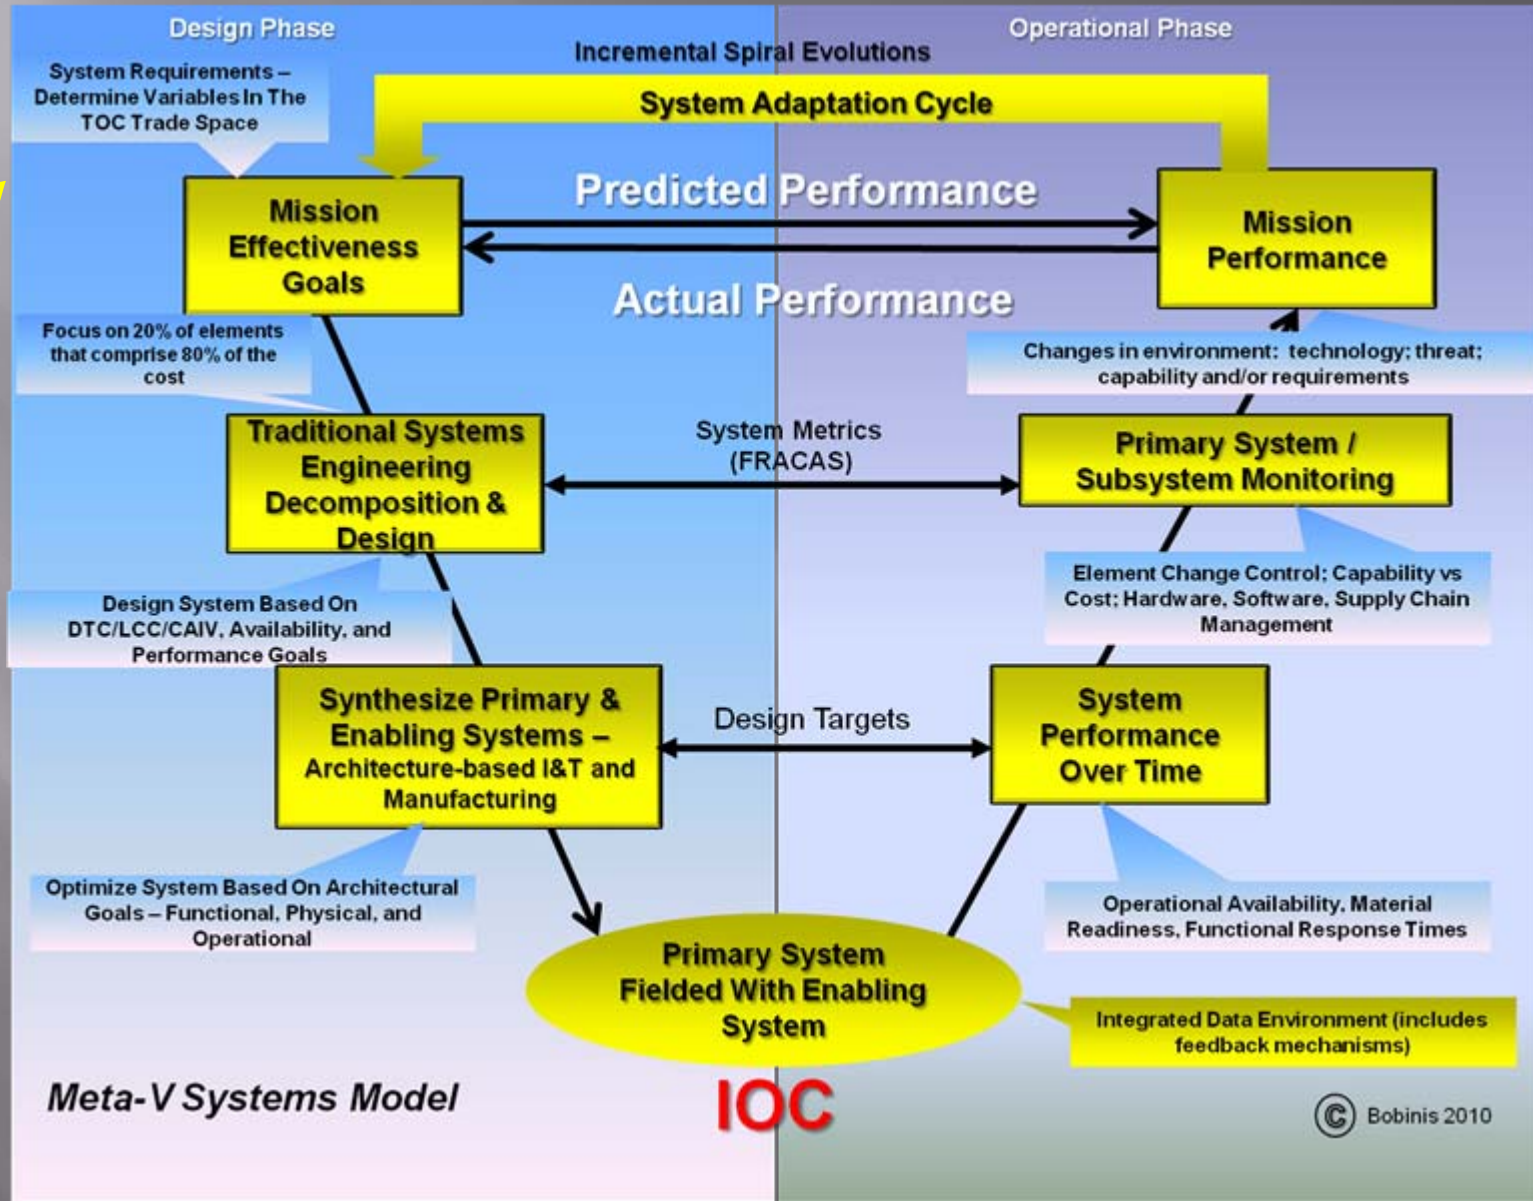 Design Phase
Operational Phase
Incremental Spiral Evolutions
System Adaptation Cycle
System Requirements –
Determine Variables In The
TOC Trade Space
Predicted Performance
Mission
Effectiveness
Goals
Mission
Performance
Actual Performance
Focus on 20% of elements
that comprise 80% of the
cost
Changes in environment: technology; threat;
capability and/or requirements
Traditional Systems
Engineering
Decomposition &
Design
System Metrics
(FRACAS)
Primary System /
Subsystem Monitoring
Design System Based On
DTC/LCC/CAIV, Availability, and
Performance Goals
Element Change Control; Capability vs
Cost; Hardware, Software, Supply Chain
Management
Synthesize Primary &
Enabling Systems –
Architecture-based I&T and
Manufacturing
Design Targets
System
Performance
Over Time
Optimize System Based On Architectural
Goals – Functional, Physical, and
Operational
Operational Availability, Material
Readiness, Functional Response Times
Primary System
Fielded With Enabling
System
Integrated Data Environment (includes
feedback mechanisms)
Meta-V Systems Model
IOC
© Bobinis 2010